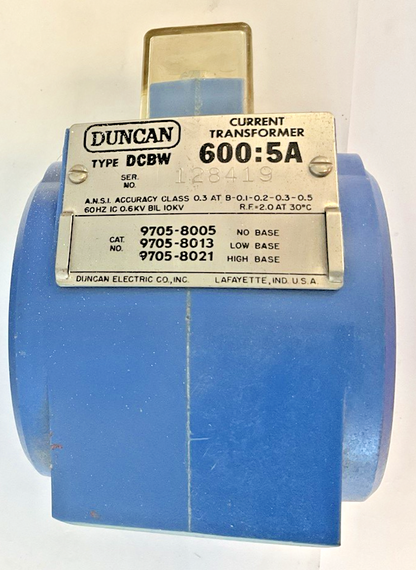 DUNCAN
CURRENT
TRANSFORMER
TYPE DCBW 600:5A
SER.
NO. 128419
A.N.S.I. ACCURACY CLASS 0.3 AT B-0.1-0.2-0.3-0.5
60HZ IC 0.6KV BIL 10KV R.F.=2.0 AT 30°C
CAT.
NO.
9705-8005 NO BASE
9705-8013 LOW BASE
9705-8021 HIGH BASE
DUNCAN ELECTRIC CO., INC. LAFAYETTE, IND. U.S.A.